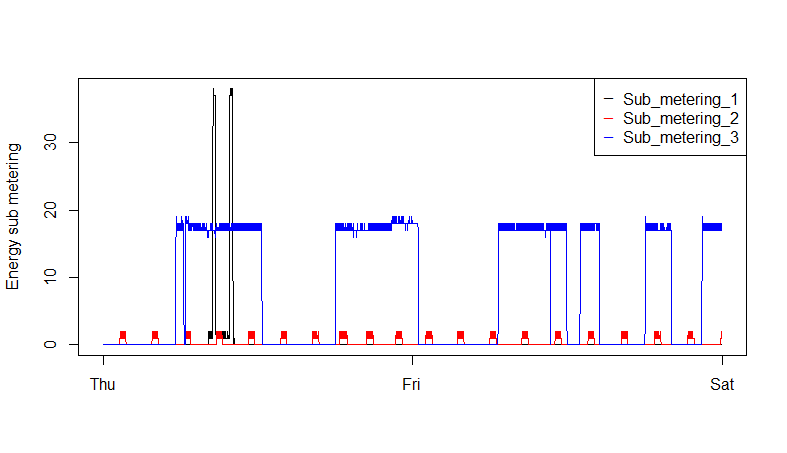 Sub_metering_1
Sub_metering_2
Sub_metering_3
Energy sub metering
30
20
10
0
Thu
Fri
Sat